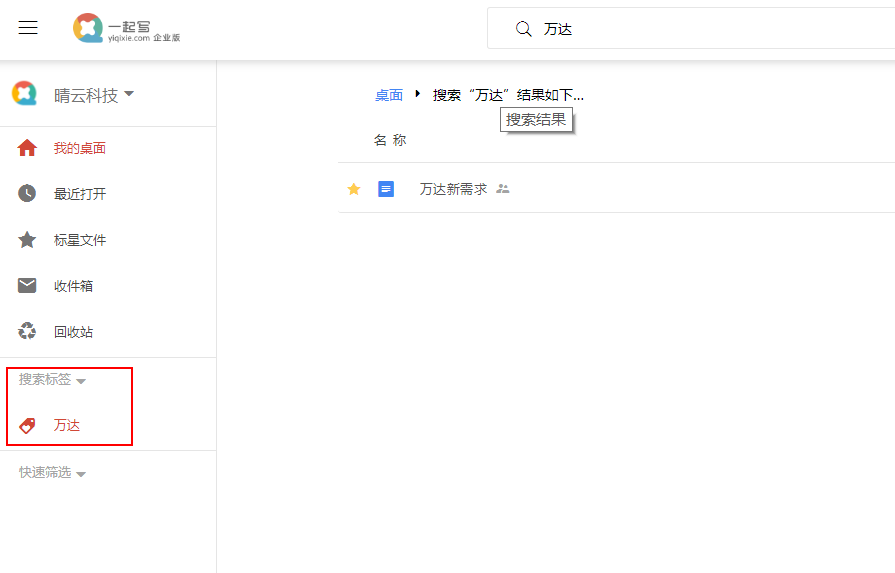 一起写
yiqixie.com 企业版
万达
晴云科技
我的桌面
最近打开
标星文件
收件箱
回收站
搜索标签
万达
快速筛选
桌面 搜索“万达”结果如下...
搜索结果
名 称
万达新需求